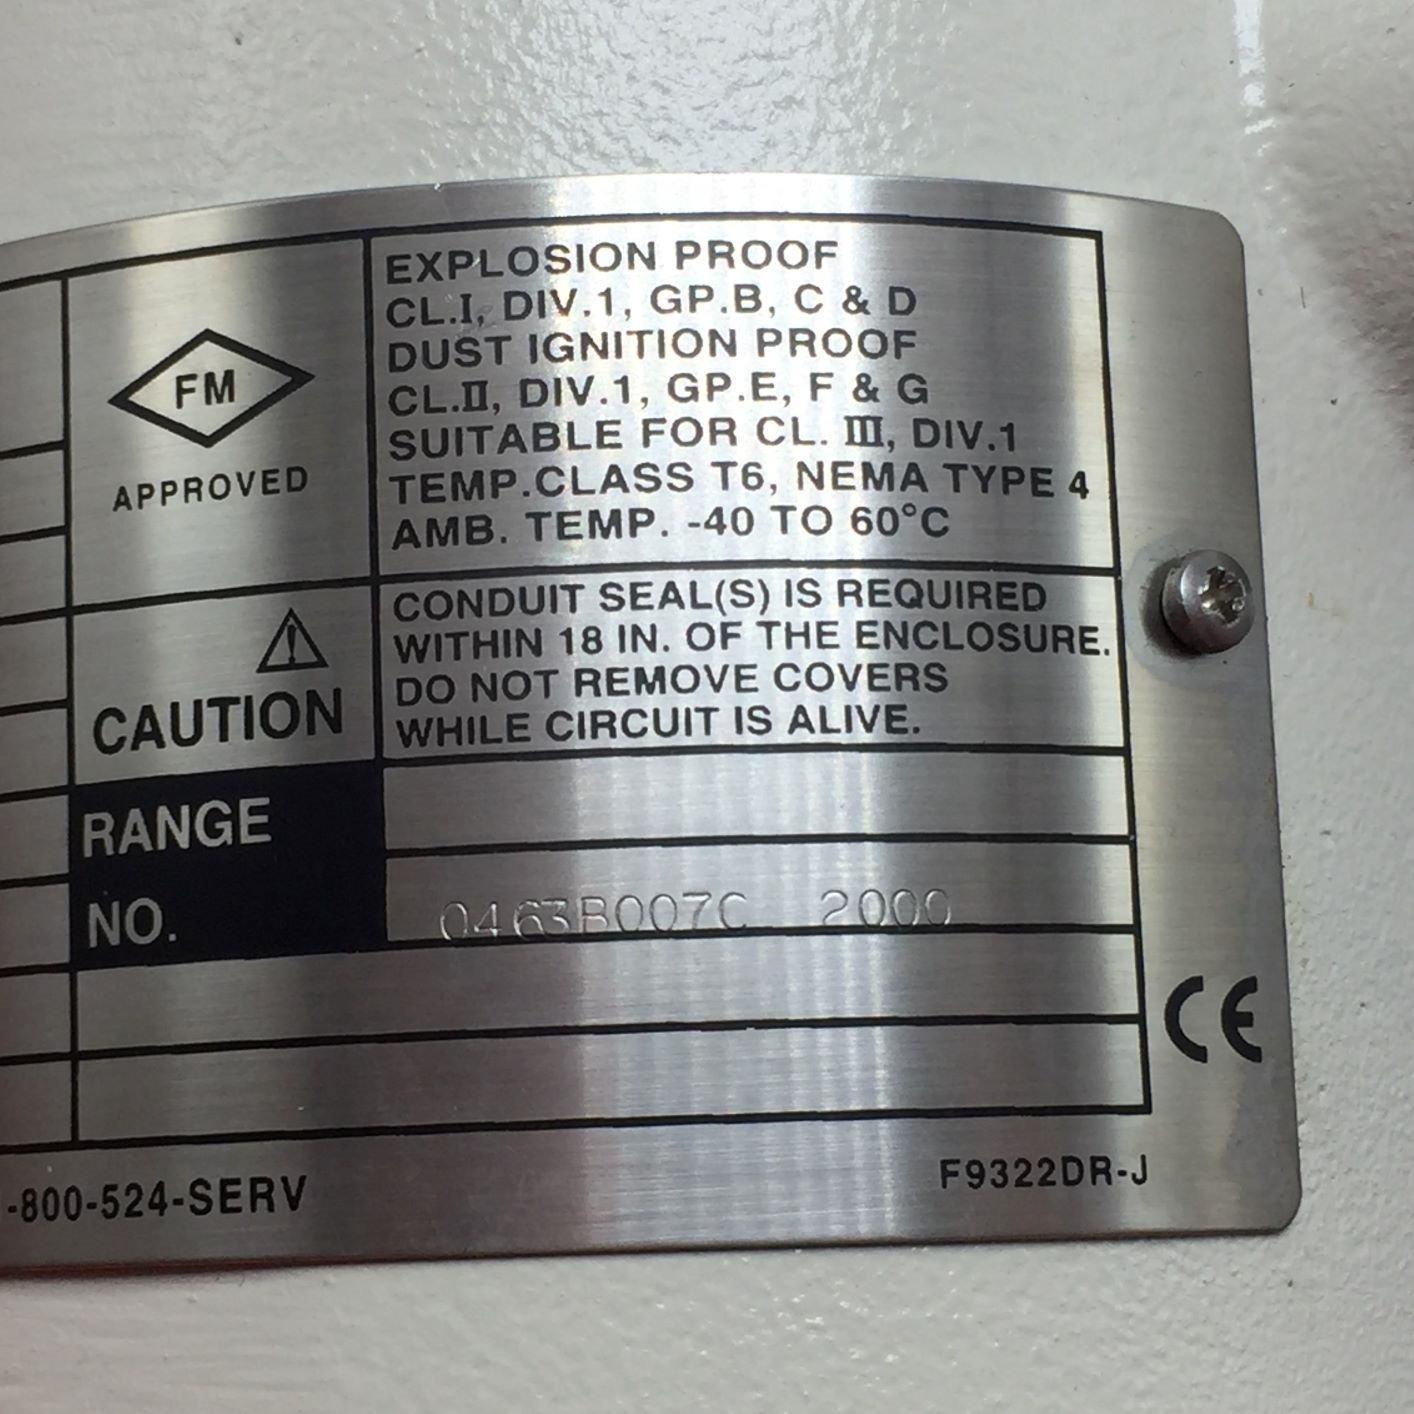 FM
APPROVED
EXPLOSION PROOF
CL.I, DIV.1, GP.B, C & D
DUST IGNITION PROOF
CL.II, DIV.1, GP.E, F & G
SUITABLE FOR CL. III, DIV.1
TEMP.CLASS T6, NEMA TYPE 4
AMB. TEMP. -40 TO 60°C
CAUTION
CONDUIT SEAL(S) IS REQUIRED
WITHIN 18 IN. OF THE ENCLOSURE.
DO NOT REMOVE COVERS
WHILE CIRCUIT IS ALIVE.
RANGE
NO.
0463B007C 2000
CE
-800-524-SERV
F9322DR-J